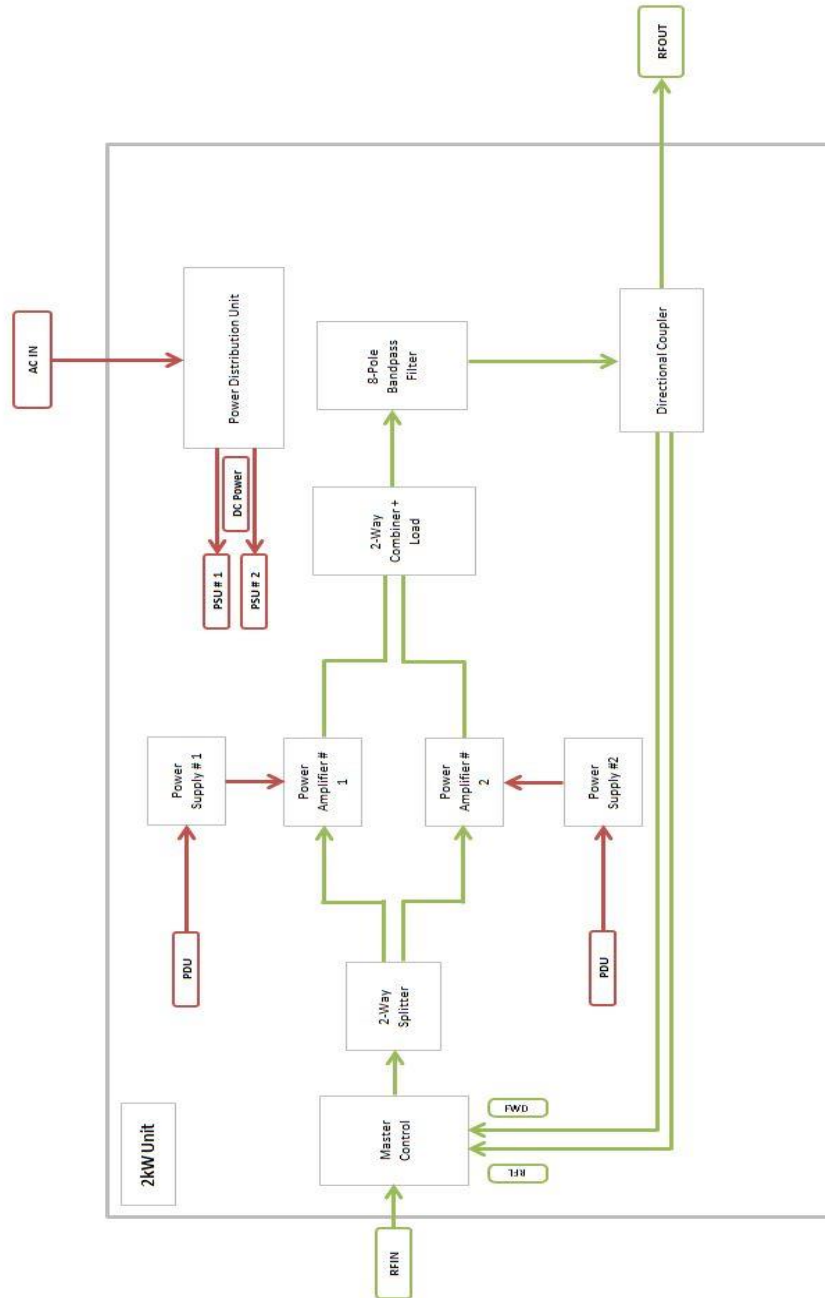 2kW Unit
RFIN
Master
Control
FWD
RFL
2-Way
Splitter
PDU
Power
Supply # 1
Power
Amplifier #
1
Power
Amplifier #
2
Power
Supply #2
PDU
PSU # 1
PSU # 2
DC Power
Power Distribution Unit
AC IN
2-Way
Combiner +
Load
8-Pole
Bandpass
Filter
Directional Coupler
RFOUT